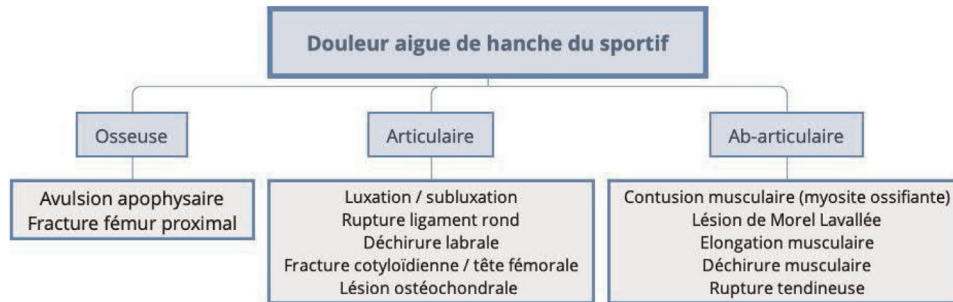 Douleur aigue de hanche du sportif
Osseuse
Articulaire
Ab-articulaire
Avulsion apophysaire
Fracture fémur proximal
Luxation / subluxation
Rupture ligament rond
Déchirure labrale
Fracture cotyloïdienne / tête fémorale
Lésion ostéochondrale
Contusion musculaire (myosite ossifiante)
Lésion de Morel Lavallée
Elongation musculaire
Déchirure musculaire
Rupture tendineuse